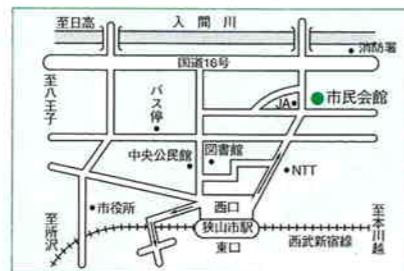 至日高
入間川
消防署
国道16号
至八王子
バス停
JA
市民会館
中央公民館
図書館
NTT
市役所
西口
至所沢
狭山市駅
東口
西武新宿線
至本川越